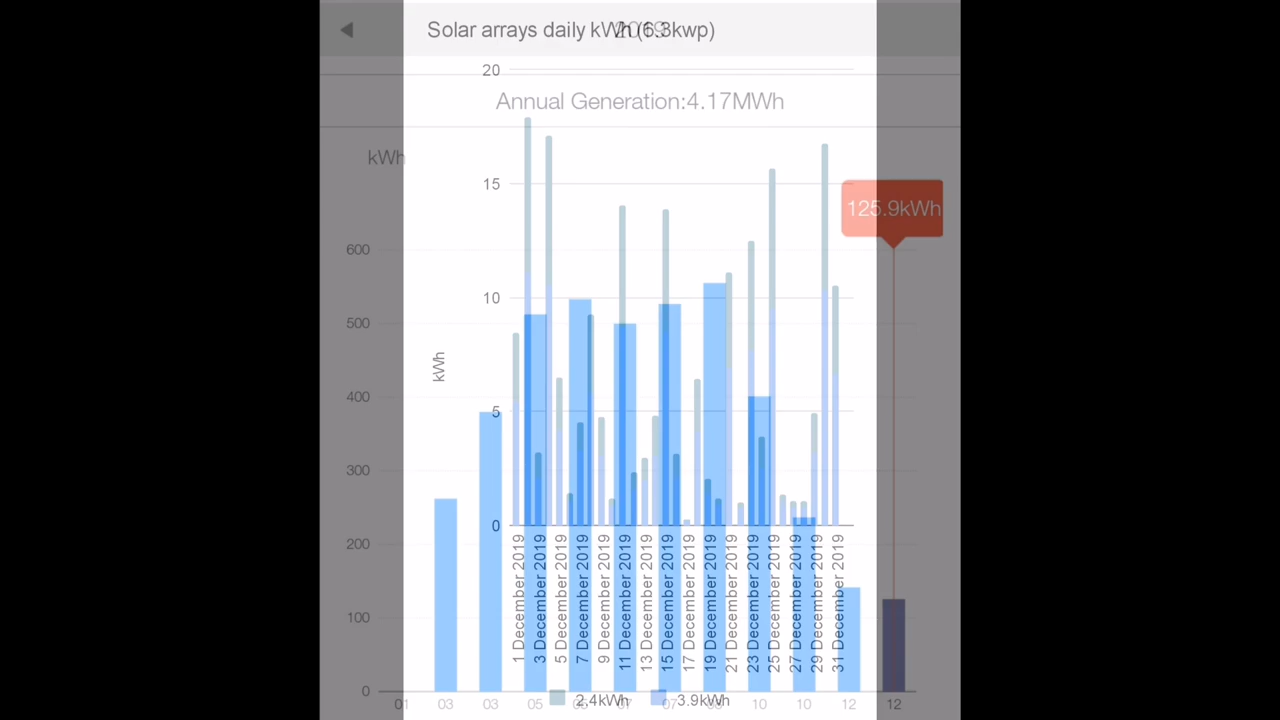 Solar arrays daily kWh (6.3kwp)
2019
Annual Generation:4.17MWh
kWh
125.9kWh
20
15
10
5
0
kWh
600
500
400
300
200
100
0
1 December 2019
3 December 2019
5 December 2019
7 December 2019
9 December 2019
11 December 2019
13 December 2019
15 December 2019
17 December 2019
19 December 2019
21 December 2019
23 December 2019
25 December 2019
27 December 2019
29 December 2019
31 December 2019
01 03 03 05 07 07 10 10 12 12
2.4kWh 3.9kWh